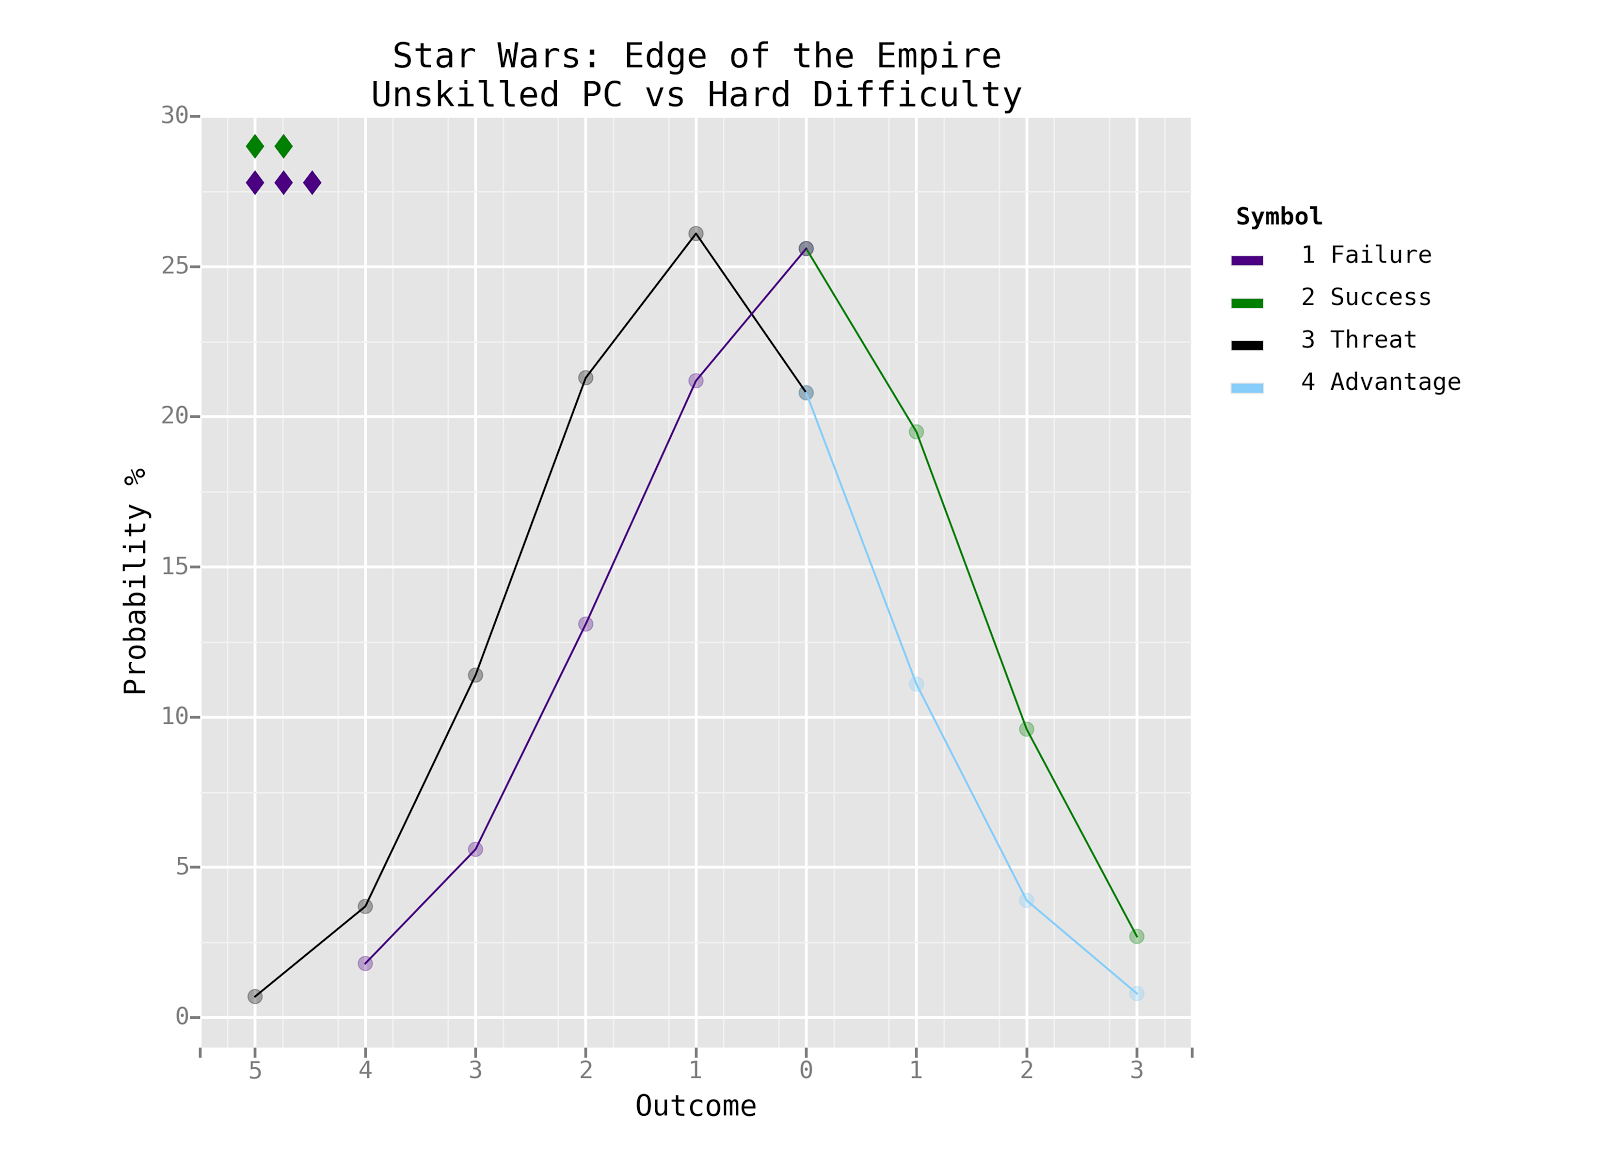 Star Wars: Edge of the Empire
Unskilled PC vs Hard Difficulty
30
25
20
15
10
5
0
Probability %
5 4 3 2 1 0 1 2 3
Outcome
Symbol
1 Failure
2 Success
3 Threat
4 Advantage